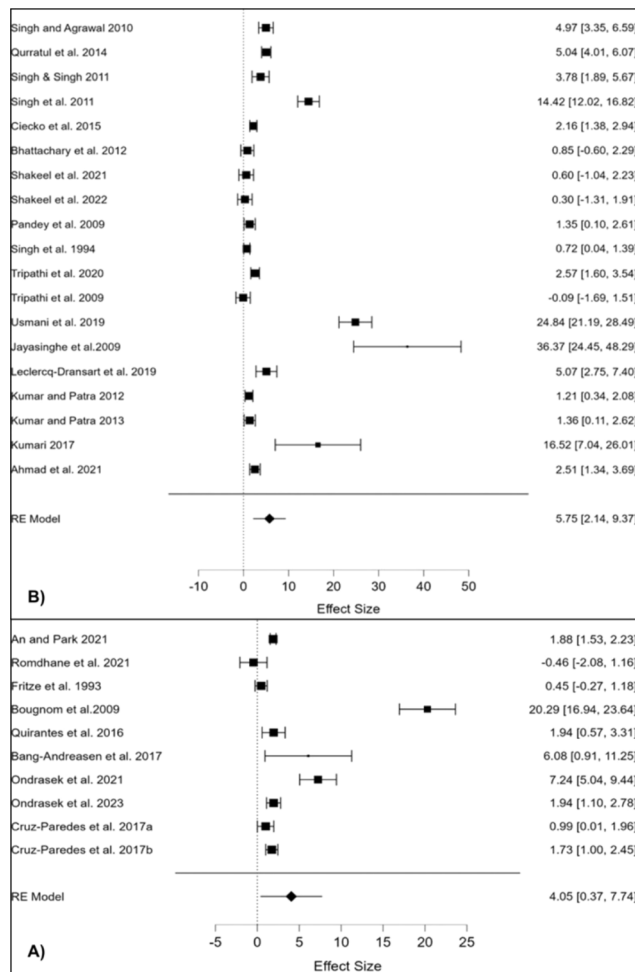 Singh and Agrawal 2010 4.97 [3.35, 6.59]
Qurratul et al. 2014 5.04 [4.01, 6.07]
Singh & Singh 2011 3.78 [1.89, 5.67]
Singh et al. 2011 14.42 [12.02, 16.82]
Ciecko et al. 2015 2.16 [1.38, 2.94]
Bhattachary et al. 2012 0.85 [-0.60, 2.29]
Shakeel et al. 2021 0.60 [-1.04, 2.23]
Shakeel et al. 2022 0.30 [-1.31, 1.91]
Pandey et al. 2009 1.35 [0.10, 2.61]
Singh et al. 1994 0.72 [0.04, 1.39]
Tripathi et al. 2020 2.57 [1.60, 3.54]
Tripathi et al. 2009 -0.09 [-1.69, 1.51]
Usmani et al. 2019 24.84 [21.19, 28.49]
Jayasinghe et al.2009 36.37 [24.45, 48.29]
Leclercq-Dransart et al. 2019 5.07 [2.75, 7.40]
Kumar and Patra 2012 1.21 [0.34, 2.08]
Kumar and Patra 2013 1.36 [0.11, 2.62]
Kumari 2017 16.52 [7.04, 26.01]
Ahmad et al. 2021 2.51 [1.34, 3.69]
RE Model 5.75 [2.14, 9.37]
-10 0 10 20 30 40 50
B) Effect Size
An and Park 2021 1.88 [1.53, 2.23]
Romdhane et al. 2021 -0.46 [-2.08, 1.16]
Fritze et al. 1993 0.45 [-0.27, 1.18]
Bougnom et al.2009 20.29 [16.94, 23.64]
Quirantes et al. 2016 1.94 [0.57, 3.31]
Bang-Andreasen et al. 2017 6.08 [0.91, 11.25]
Ondrasek et al. 2021 7.24 [5.04, 9.44]
Ondrasek et al. 2023 1.94 [1.10, 2.78]
Cruz-Paredes et al. 2017a 0.99 [0.01, 1.96]
Cruz-Paredes et al. 2017b 1.73 [1.00, 2.45]
RE Model 4.05 [0.37, 7.74]
-5 0 5 10 15 20 25
A) Effect Size